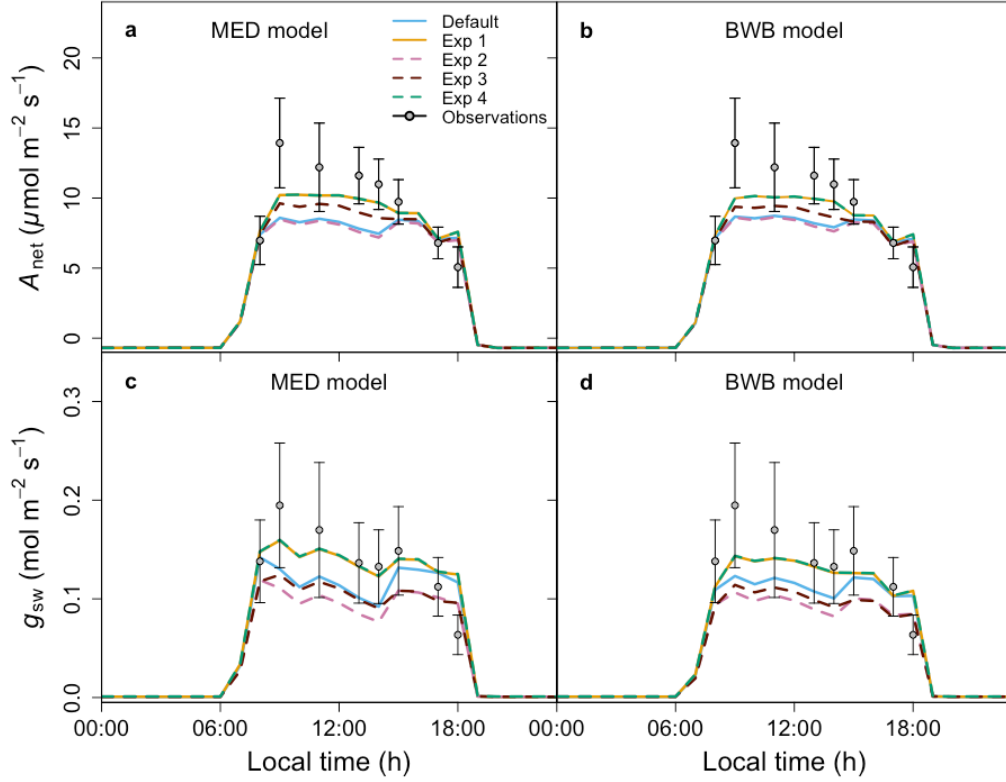 a
MED model
Default
Exp 1
Exp 2
Exp 3
Exp 4
Observations
b
BWB model
20
15
10
5
0
A_net (μmol m⁻² s⁻¹)
c
MED model
d
BWB model
0.3
0.2
0.1
0.0
g_sw (mol m⁻² s⁻¹)
00:00 06:00 12:00 18:00 00:00 06:00 12:00 18:00
Local time (h) Local time (h)